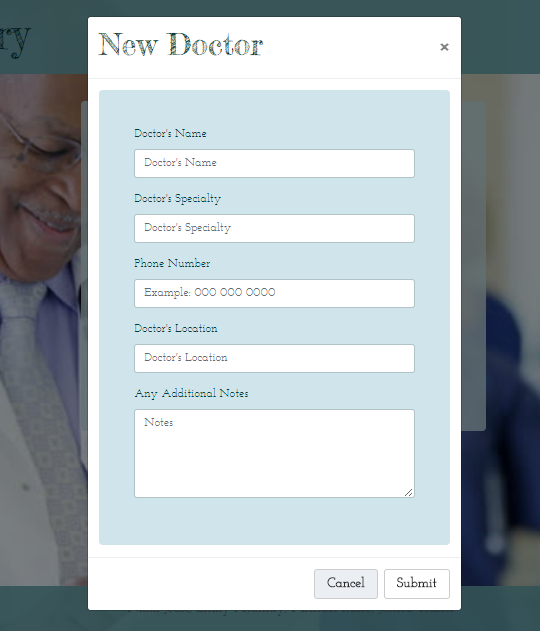 New Doctor
×
Doctor's Name
Doctor's Name
Doctor's Specialty
Doctor's Specialty
Phone Number
Example: 000 000 0000
Doctor's Location
Doctor's Location
Any Additional Notes
Notes
Cancel
Submit